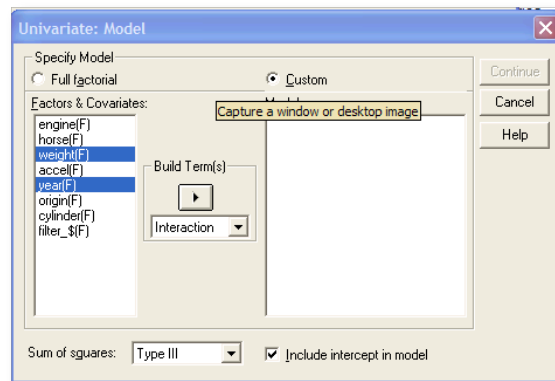 Univariate: Model
Specify Model
Full factorial
Custom
Continue
Factors & Covariates:
Capture a window or desktop image
Cancel
engine(F)
horse(F)
weight(F)
accel(F)
year(F)
origin(F)
cylinder(F)
filter_$(F)
Build Term(s)
Interaction
Help
Sum of squares:
Type III
Include intercept in model